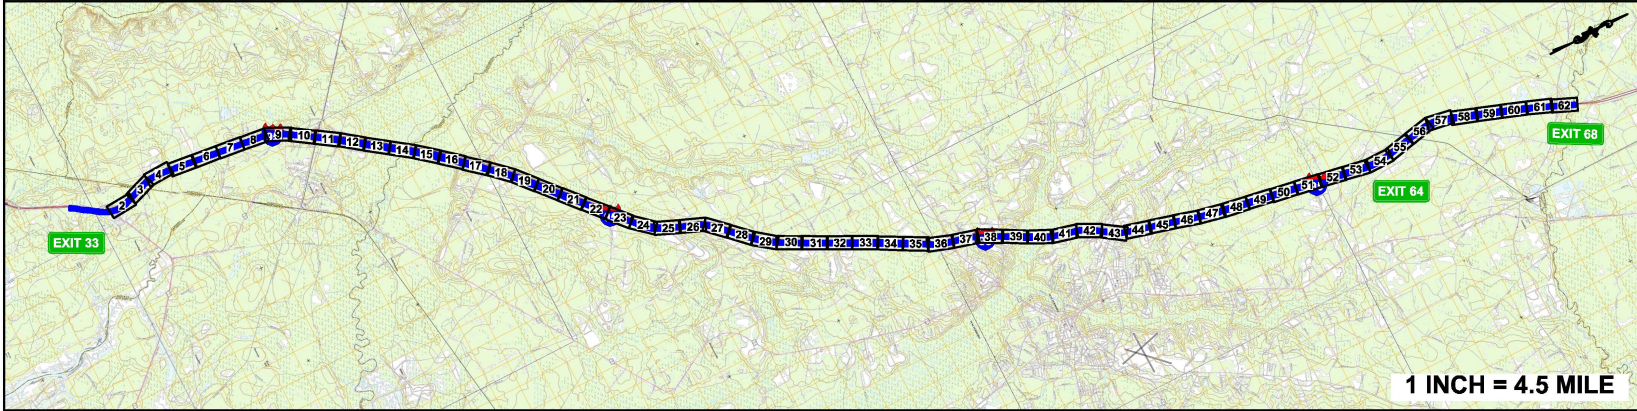 2 3 4 5 6 7 8 9 10 11 12 13 14 15 16 17 18 19 20 21 22 23 24 25 26 27 28 29 30 31 32 33 34 35 36 37 38 39 40 41 42 43 44 45 46 47 48 49 50 51 52 53 54 55 56 57 58 59 60 61 62
EXIT 68
EXIT 64
EXIT 33
1 INCH = 4.5 MILE